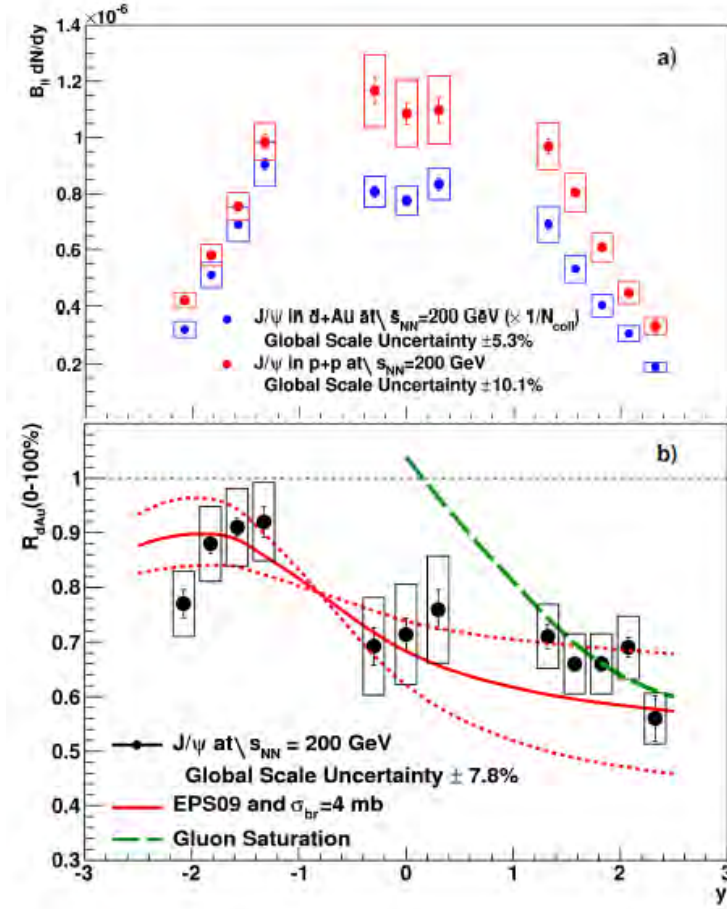 ×10⁻⁶
a)
B_ll dN/dy
1.4
1.2
1
0.8
0.6
0.4
0.2
J/ψ in d+Au at\ s_NN=200 GeV (× 1/N_coll)
Global Scale Uncertainty ±5.3%
J/ψ in p+p at\ s_NN=200 GeV
Global Scale Uncertainty ±10.1%
b)
R_dAu(0-100%)
1
0.9
0.8
0.7
0.6
0.5
0.4
0.3
J/ψ at\ s_NN = 200 GeV
Global Scale Uncertainty ± 7.8%
EPS09 and σ_br=4 mb
Gluon Saturation
-3 -2 -1 0 1 2 3
y